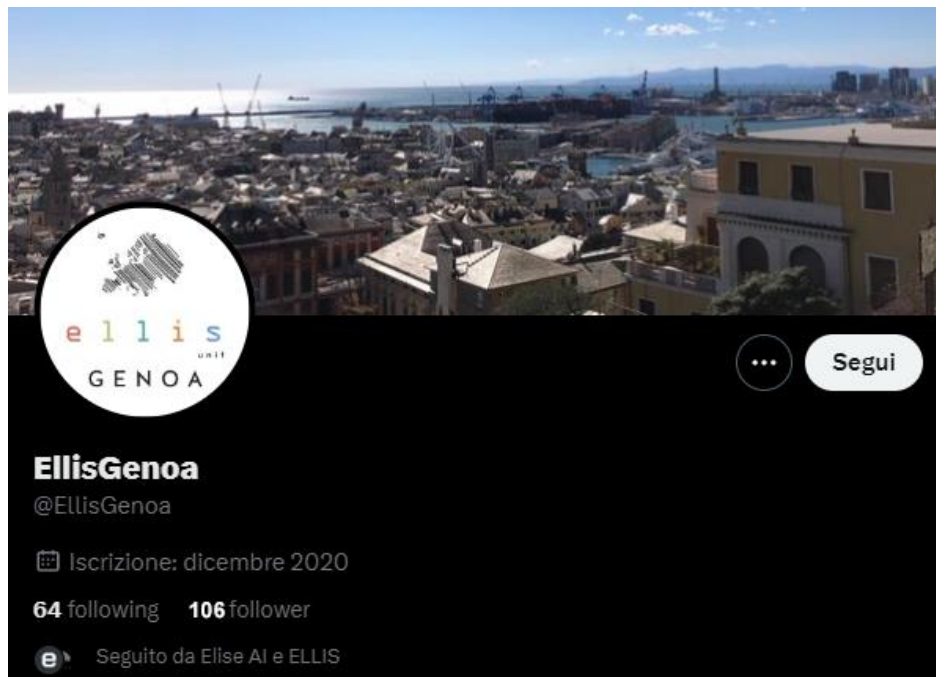 ellis
unit
GENOA
Segui
EllisGenoa
@EllisGenoa
Iscrizione: dicembre 2020
64 following 106 follower
e Seguito da Elise AI e ELLIS